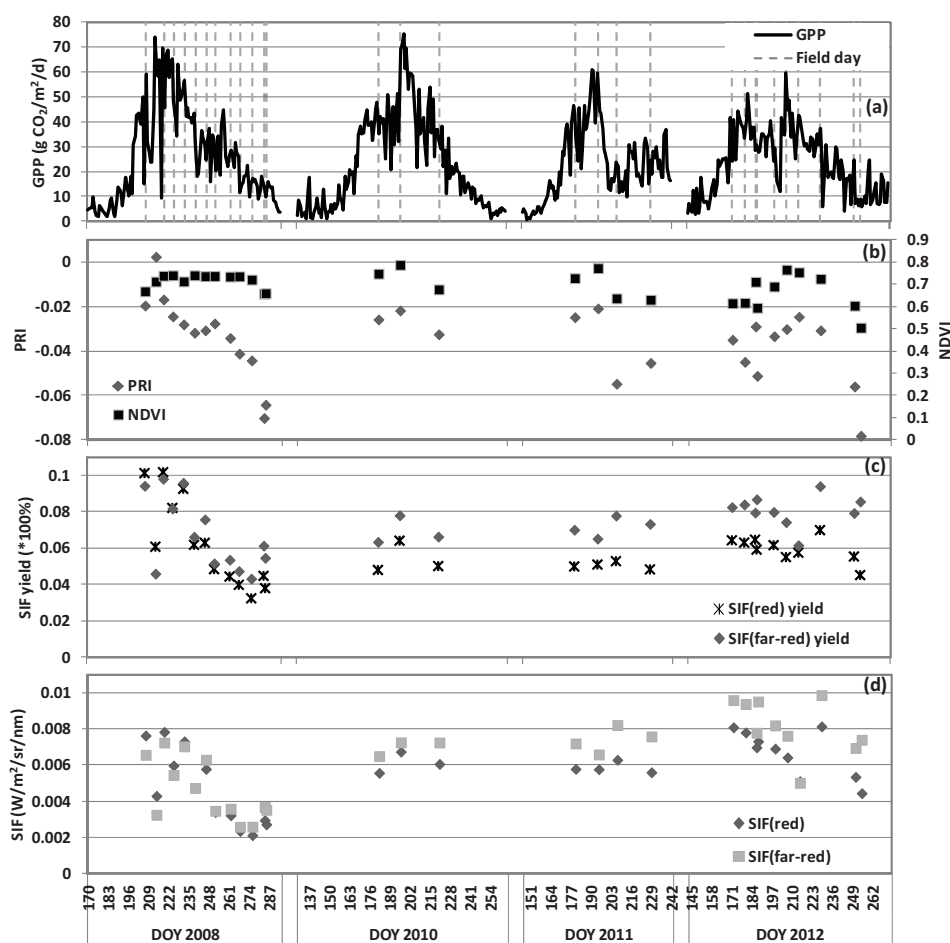 80
70
60
50
40
30
20
10
0
GPP (g CO2/m²/d)
GPP
Field day
(a)
0
-0.02
-0.04
-0.06
-0.08
PRI
PRI
NDVI
(b)
0.9
0.8
0.7
0.6
0.5
0.4
0.3
0.2
0.1
0
NDVI
0.1
0.08
0.06
0.04
0.02
0
SIF yield (*100%)
(c)
SIF(red) yield
SIF(far-red) yield
0.01
0.008
0.006
0.004
0.002
0
SIF(W/m²/sr/nm)
(d)
SIF(red)
SIF(far-red)
170 183 196 209 222 235 248 261 274 287 137 150 163 176 189 202 215 228 241 254 151 164 177 190 203 216 229 242 145 158 171 184 197 210 223 236 249 262
DOY 2008 DOY 2010 DOY 2011 DOY 2012